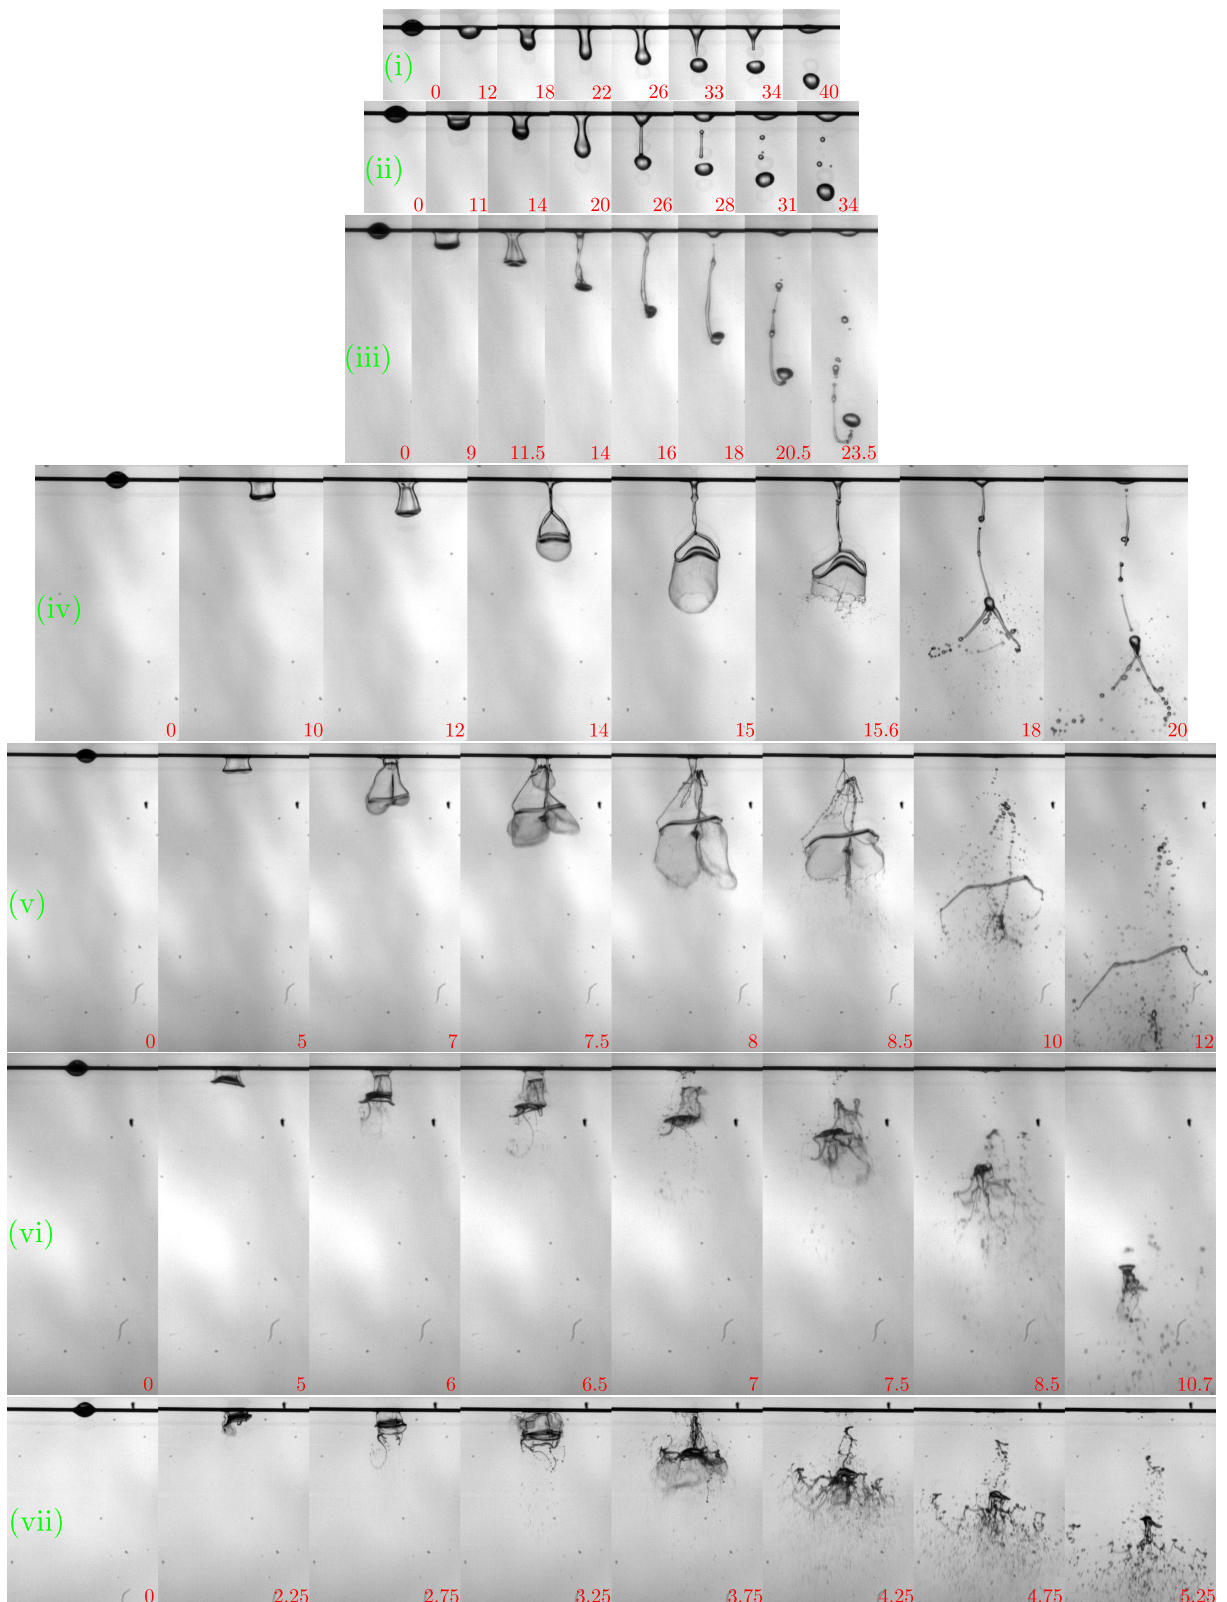 (i)
0 12 18 22 26 33 34 40
(ii)
0 11 14 20 26 28 31 34
(iii)
0 9 11.5 14 16 18 20.5 23.5
(iv)
0 10 12 14 15 15.6 18 20
(v)
0 5 7 7.5 8 8.5 10 12
(vi)
0 5 6 6.5 7 7.5 8.5 10.7
(vii)
0 2.25 2.75 3.25 3.75 4.25 4.75 5.25